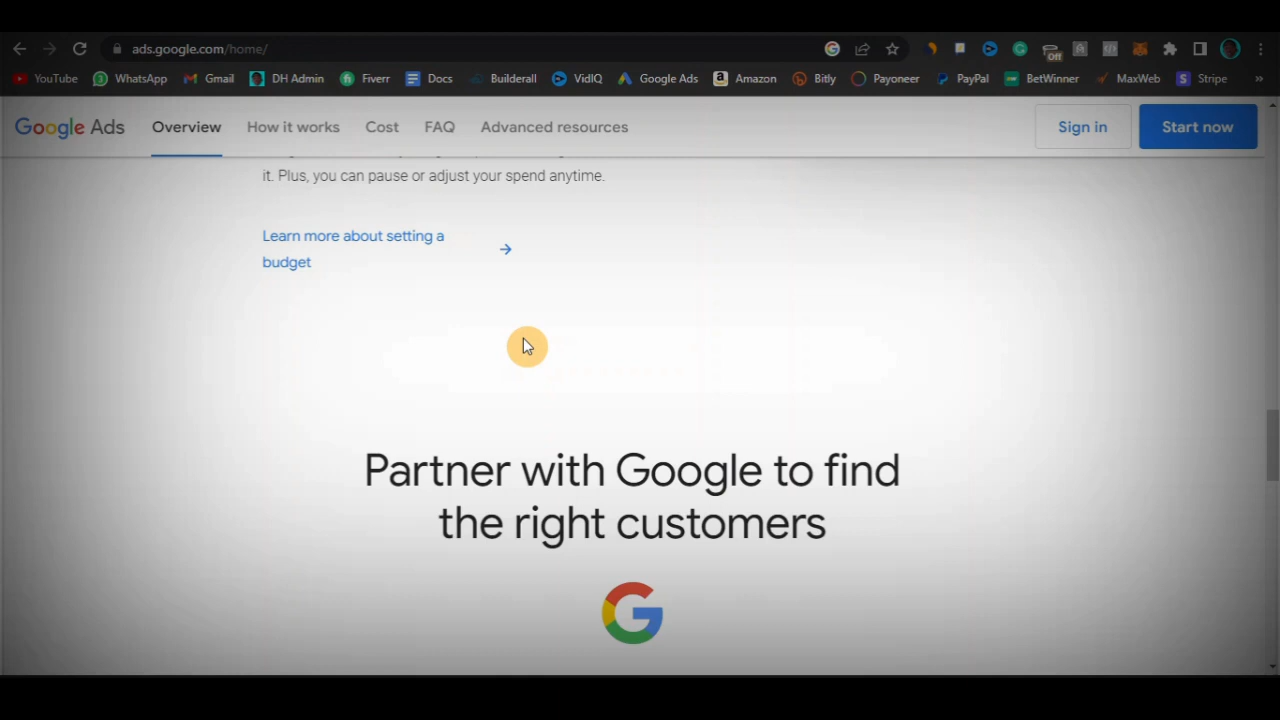 ads.google.com/home/
Off
YouTube WhatsApp Gmail DH Admin Fiverr Docs Builderall VidIQ Google Ads Amazon Bitly Payoneer PayPal BetWinner MaxWeb Stripe »
Google Ads Overview How it works Cost FAQ Advanced resources Sign in Start now
it. Plus, you can pause or adjust your spend anytime.
Learn more about setting a
budget
Partner with Google to find
the right customers